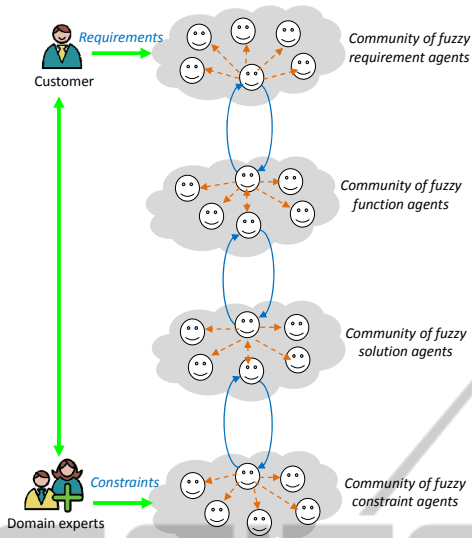 Requirements
Community of fuzzy
requirement agents
Customer
Community of fuzzy
function agents
Community of fuzzy
solution agents
Constraints
Community of fuzzy
constraint agents
Domain experts